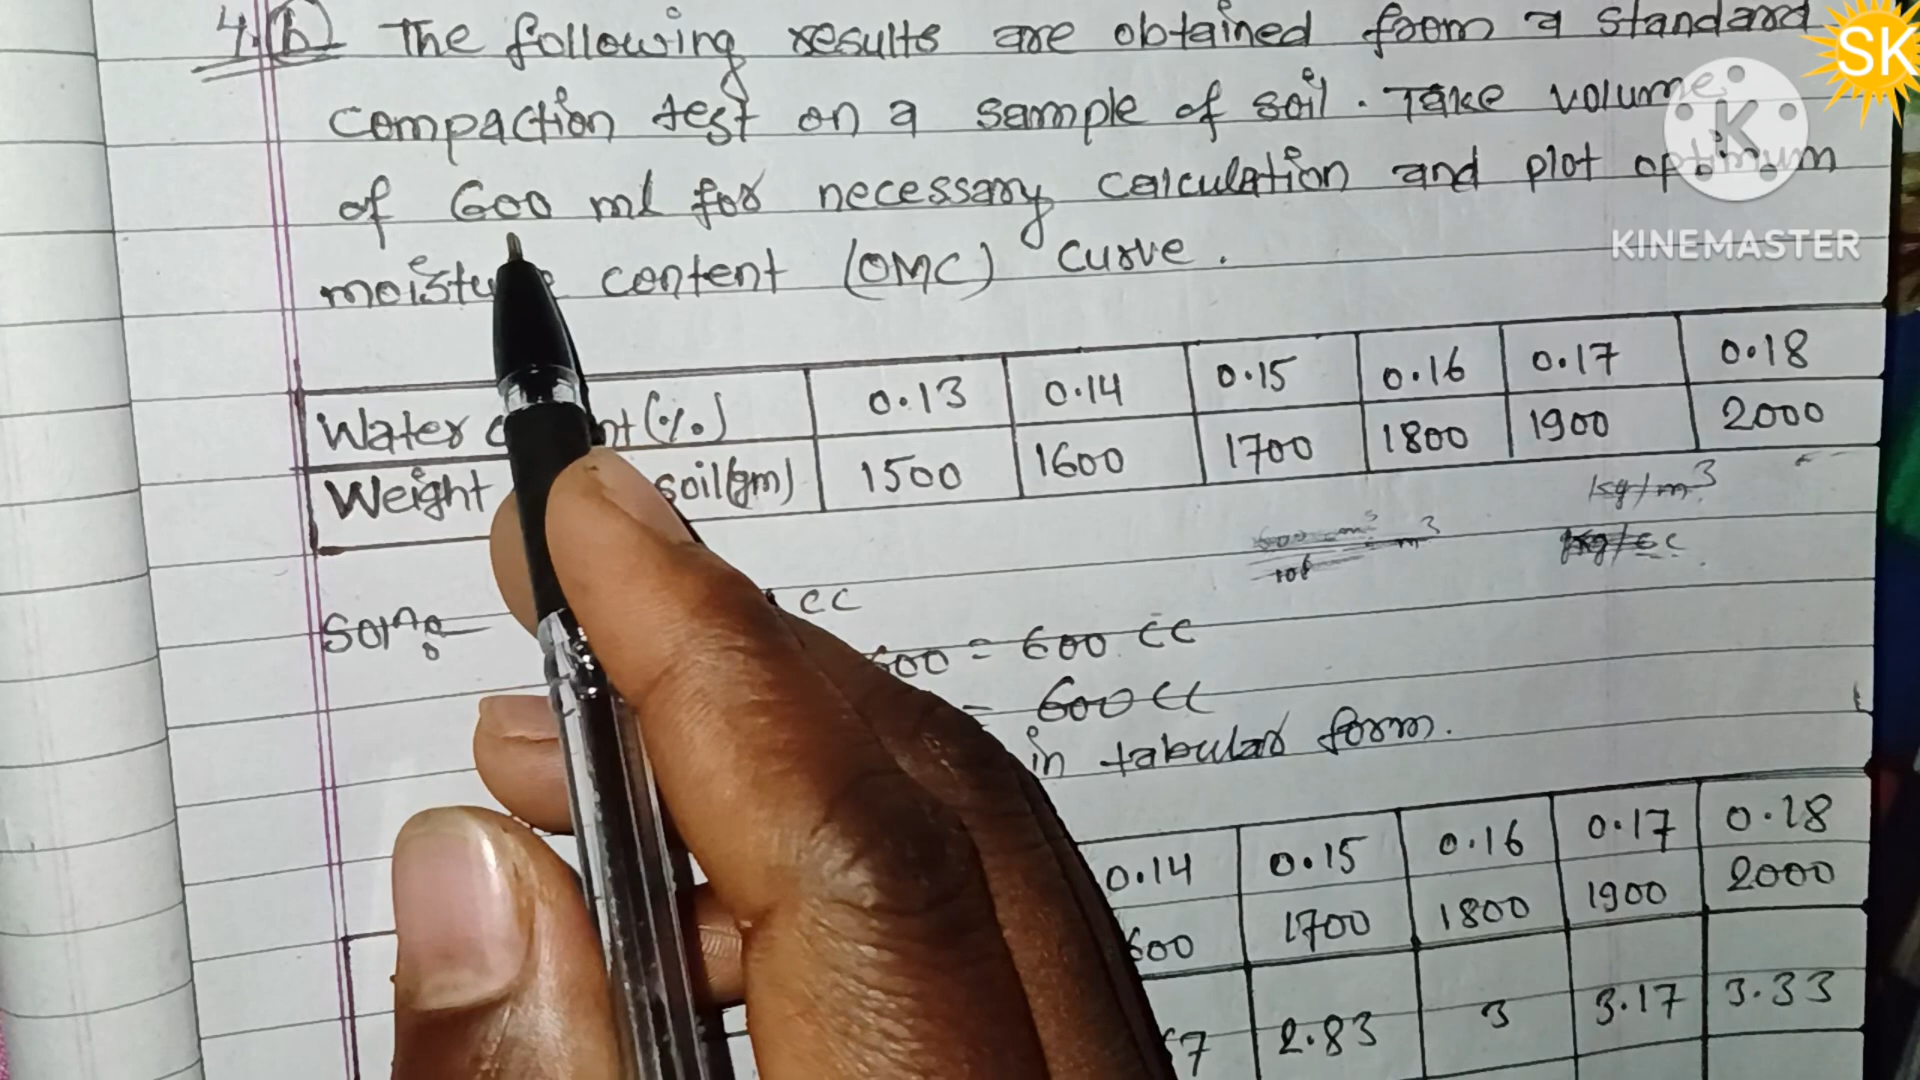 4.(b) The following results are obtained from a standard
compaction test on a sample of soil. Take volume
of 600 ml for necessary calculation and plot optimum
moisture content (OMC) curve.
Water (%) 0.13 0.14 0.15 0.16 0.17 0.18
Weight soil(gm) 1500 1600 1700 1800 1900 2000
kg/m³
Solⁿ:- cc
= 600 cc
= 600 cc
in tabular form.
0.14 0.15 0.16 0.17 0.18
600 1700 1800 1900 2000
7 2.83 3 3.17 3.33
SK
K
KINEMASTER